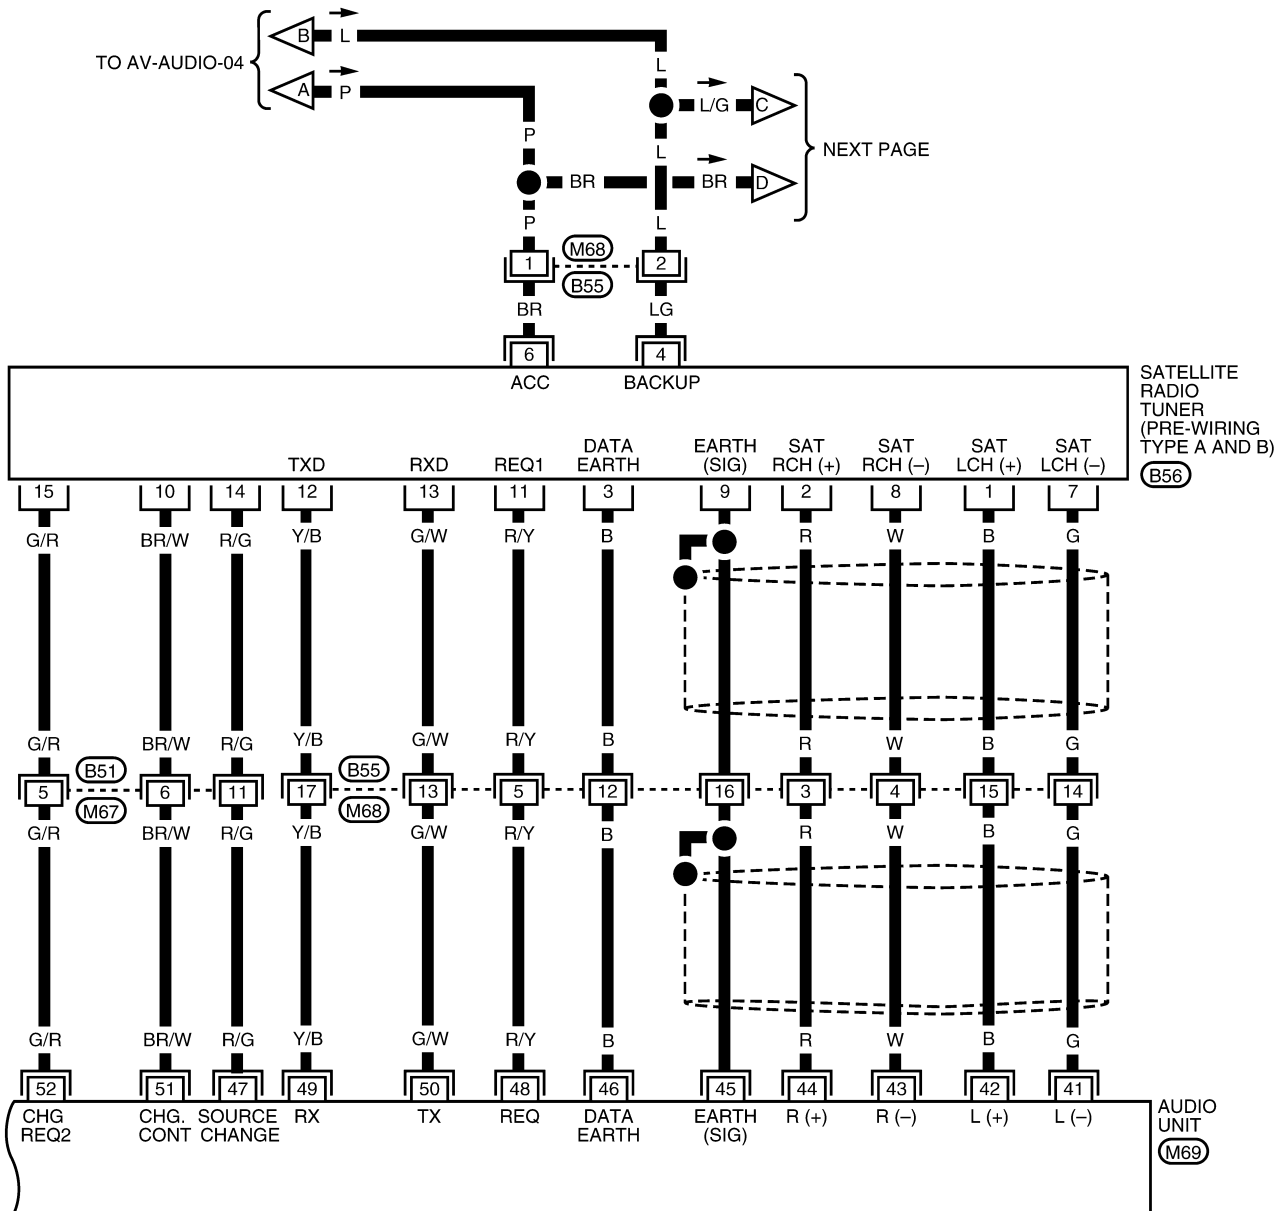 B L
TO AV-AUDIO-04
A P
L
L/G C
P
L
NEXT PAGE
BR BR D
P L
M68
1 2
B55
BR LG
6 4
ACC BACKUP
SATELLITE
RADIO
TUNER
(PRE-WIRING
TYPE A AND B)
B56
DATA EARTH SAT SAT SAT SAT
TXD RXD REQ1 EARTH (SIG) RCH (+) RCH (–) LCH (+) LCH (–)
15 10 14 12 13 11 3 9 2 8 1 7
G/R BR/W R/G Y/B G/W R/Y B R W B G
G/R BR/W R/G Y/B G/W R/Y B R W B G
B51 B55
5 6 11 17 13 5 12 16 3 4 15 14
M67 M68
G/R BR/W R/G Y/B G/W R/Y B R W B G
G/R BR/W R/G Y/B G/W R/Y B R W B G
52 51 47 49 50 48 46 45 44 43 42 41
CHG CHG. SOURCE RX TX REQ DATA EARTH R (+) R (–) L (+) L (–)
REQ2 CONT CHANGE EARTH (SIG)
AUDIO
UNIT
M69